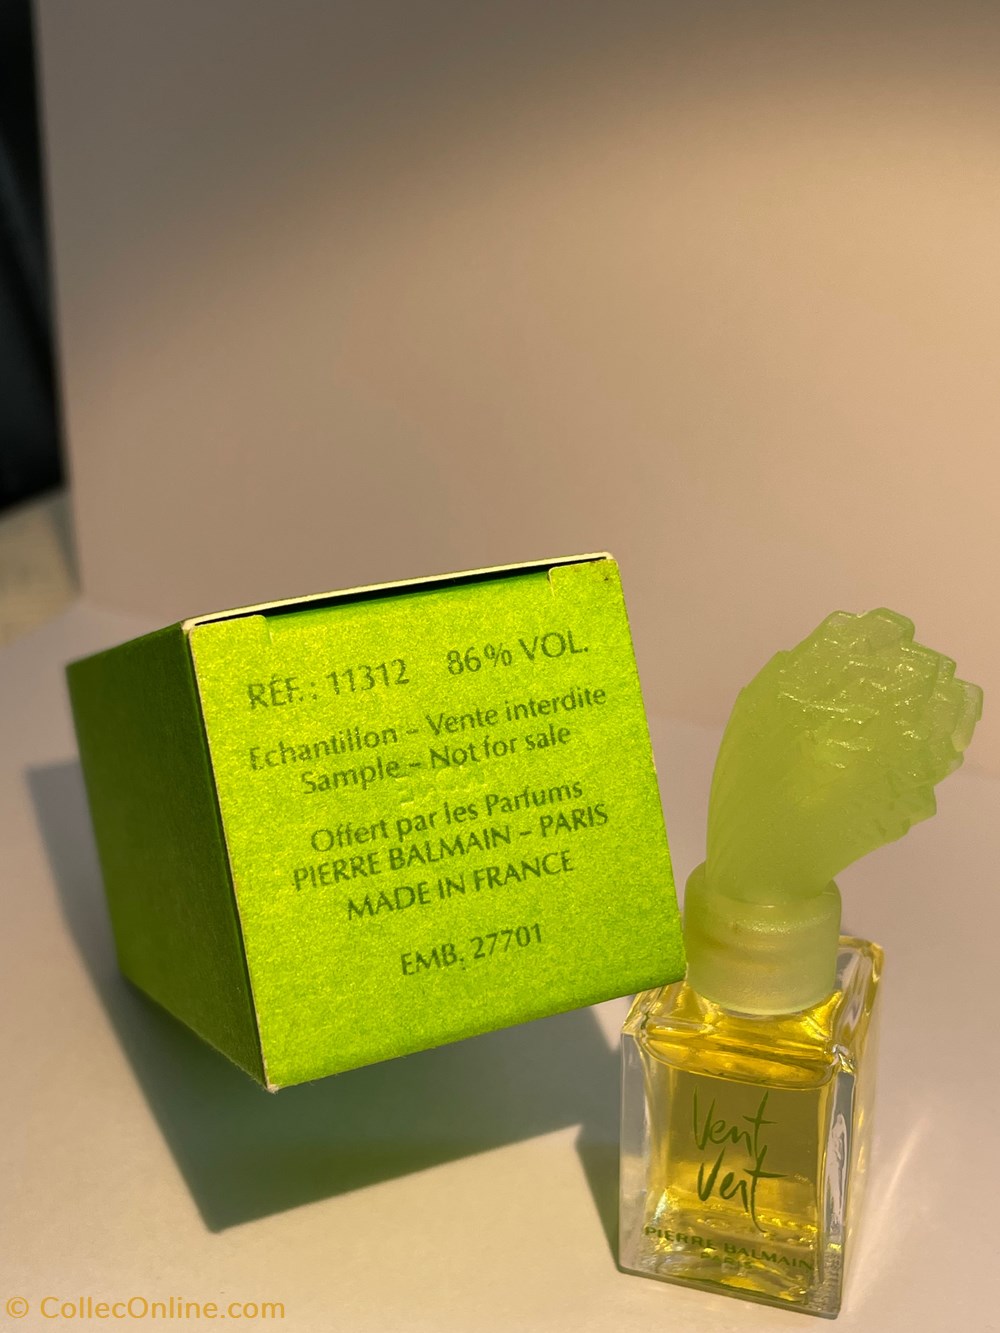 RÉF. : 11312 86% VOL.
Echantillon - Vente interdite
Sample - Not for sale
Offert par les Parfums
PIERRE BALMAIN - PARIS
MADE IN FRANCE
EMB. 27701
Vent
Vert
PIERRE BALMAIN
PARIS
© CollecOnline.com